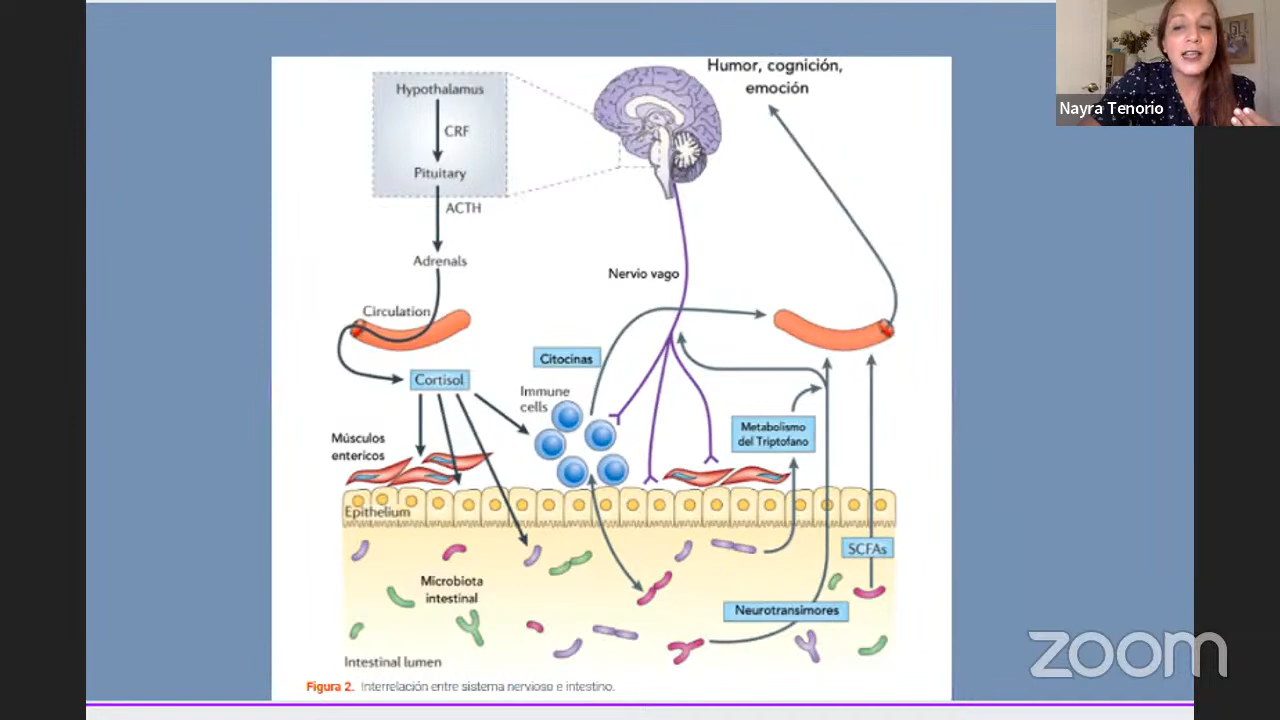 Nayra Tenorio
Humor, cognición,
emoción
Hypothalamus
CRF
Pituitary
ACTH
Adrenals
Nervio vago
Circulation
Citocinas
Cortisol
Immune
cells
Metabolismo
del Triptofano
Músculos
entericos
Epithelium
SCFAs
Microbiota
intestinal
Neurotransimores
Intestinal lumen
Figura 2. Interrelación entre sistema nervioso e intestino.
zoom